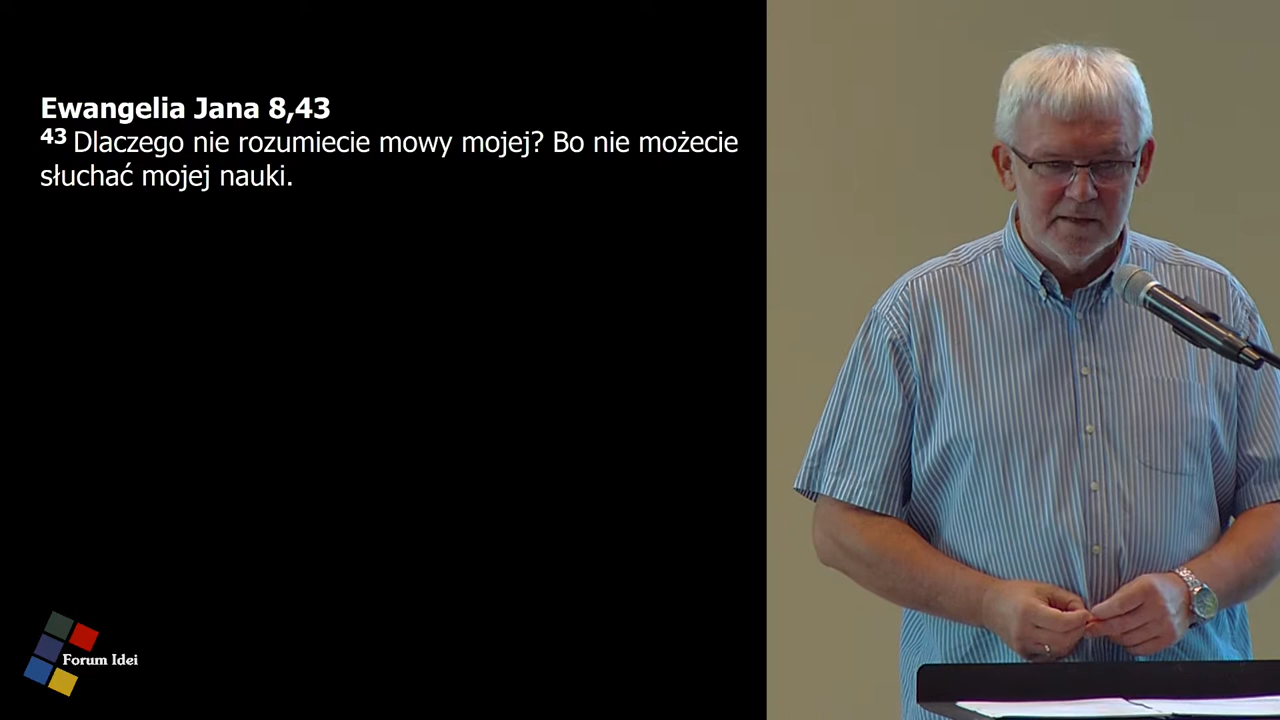 Ewangelia Jana 8,43
43 Dlaczego nie rozumiecie mowy mojej? Bo nie możecie
słuchać mojej nauki.
Forum Idei